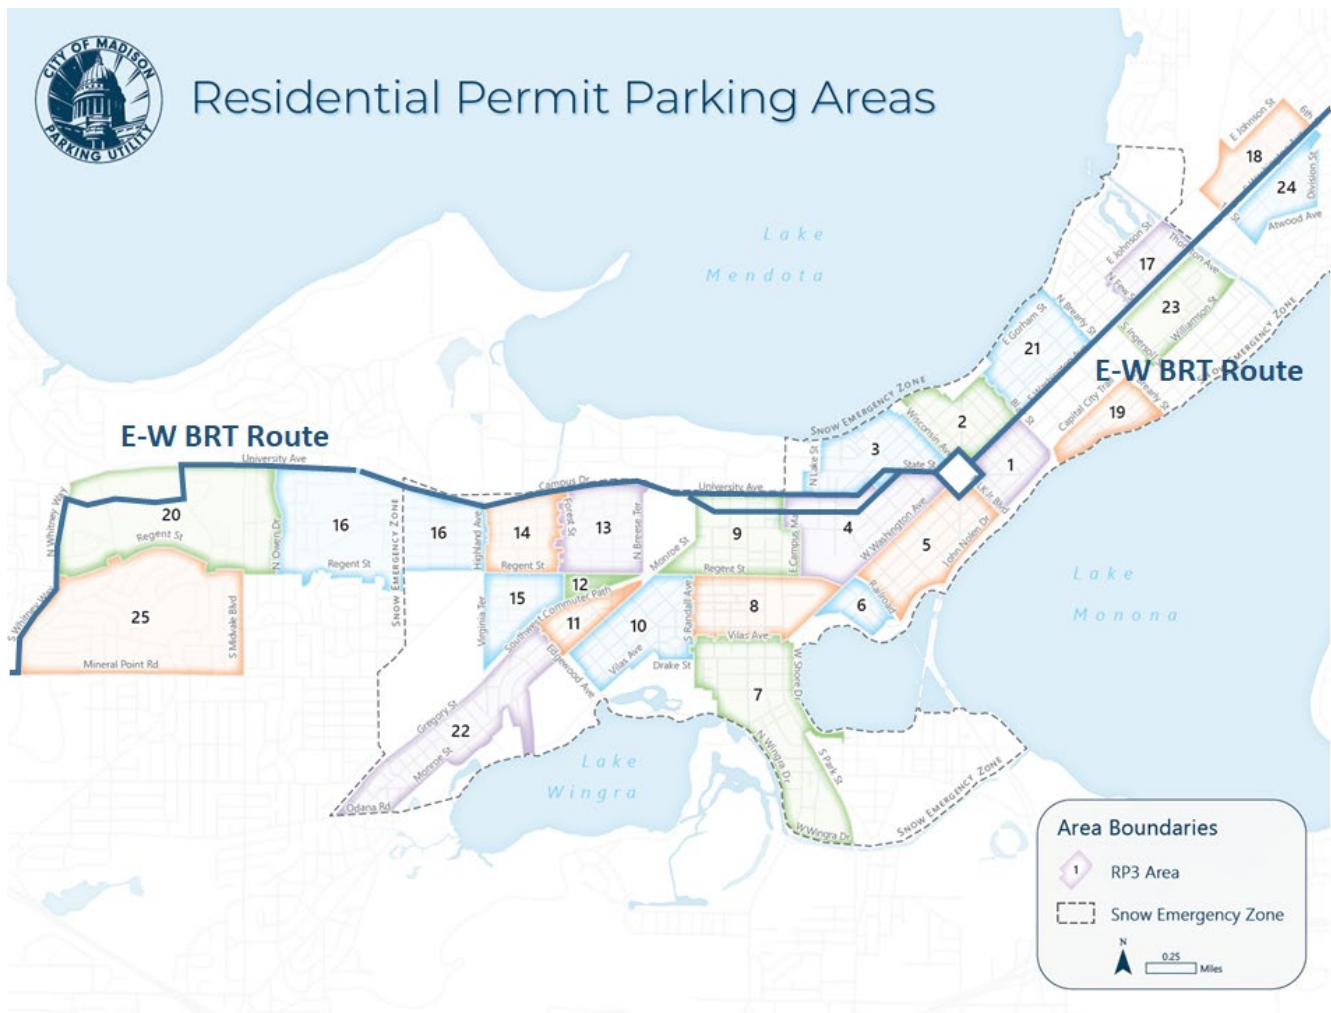 CITY OF MADISON
PARKING UTILITY
Residential Permit Parking Areas
E Johnson St
6th
18
24
Division St
Atwood Ave
Lake
Mendota
E Johnson St
17
Thornton Ave
23
S Ingersoll
Williamson St
SNOW EMERGENCY ZONE
E Gorham St
N Brearly St
21
E-W BRT Route
Capital City Trail
Brearly St
19
SNOW EMERGENCY ZONE
Wisconsin Ave
2
3
N Lake St
State St
1
E-W BRT Route
University Ave
N Whitney Way
20
Regent St
N Owen Dr
16
Regent St
SNOW EMERGENCY ZONE
16
Highland Ave
14
Regent St
Campus Dr
Forest St
13
N Breese Ter
University Ave
9
Monroe St
Regent St
E Campus Ma
4
W Washington Ave
5
John Nolen Dr
Lake
Monona
S Whitney Way
25
S Midvale Blvd
Mineral Point Rd
Virginia Ter
15
12
Southwest Commuter Path
11
10
S Randall Ave
8
Railroad
6
Edgewood Ave
Vilas Ave
Drake St
Vilas Ave
W Shore Dr
7
Gregory St
22
Monroe St
Odana Rd
Lake
Wingra
N Wingra Dr
S Park St
W Wingra Dr
SNOW EMERGENCY ZONE
Area Boundaries
1
RP3 Area
Snow Emergency Zone
N
0.25
Miles